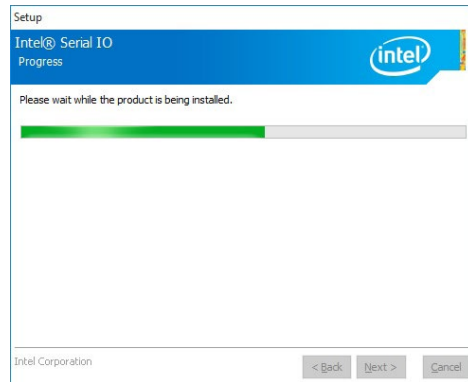 Setup
Intel® Serial IO
Progress
intel
Please wait while the product is being installed.
Intel Corporation
< Back Next > Cancel